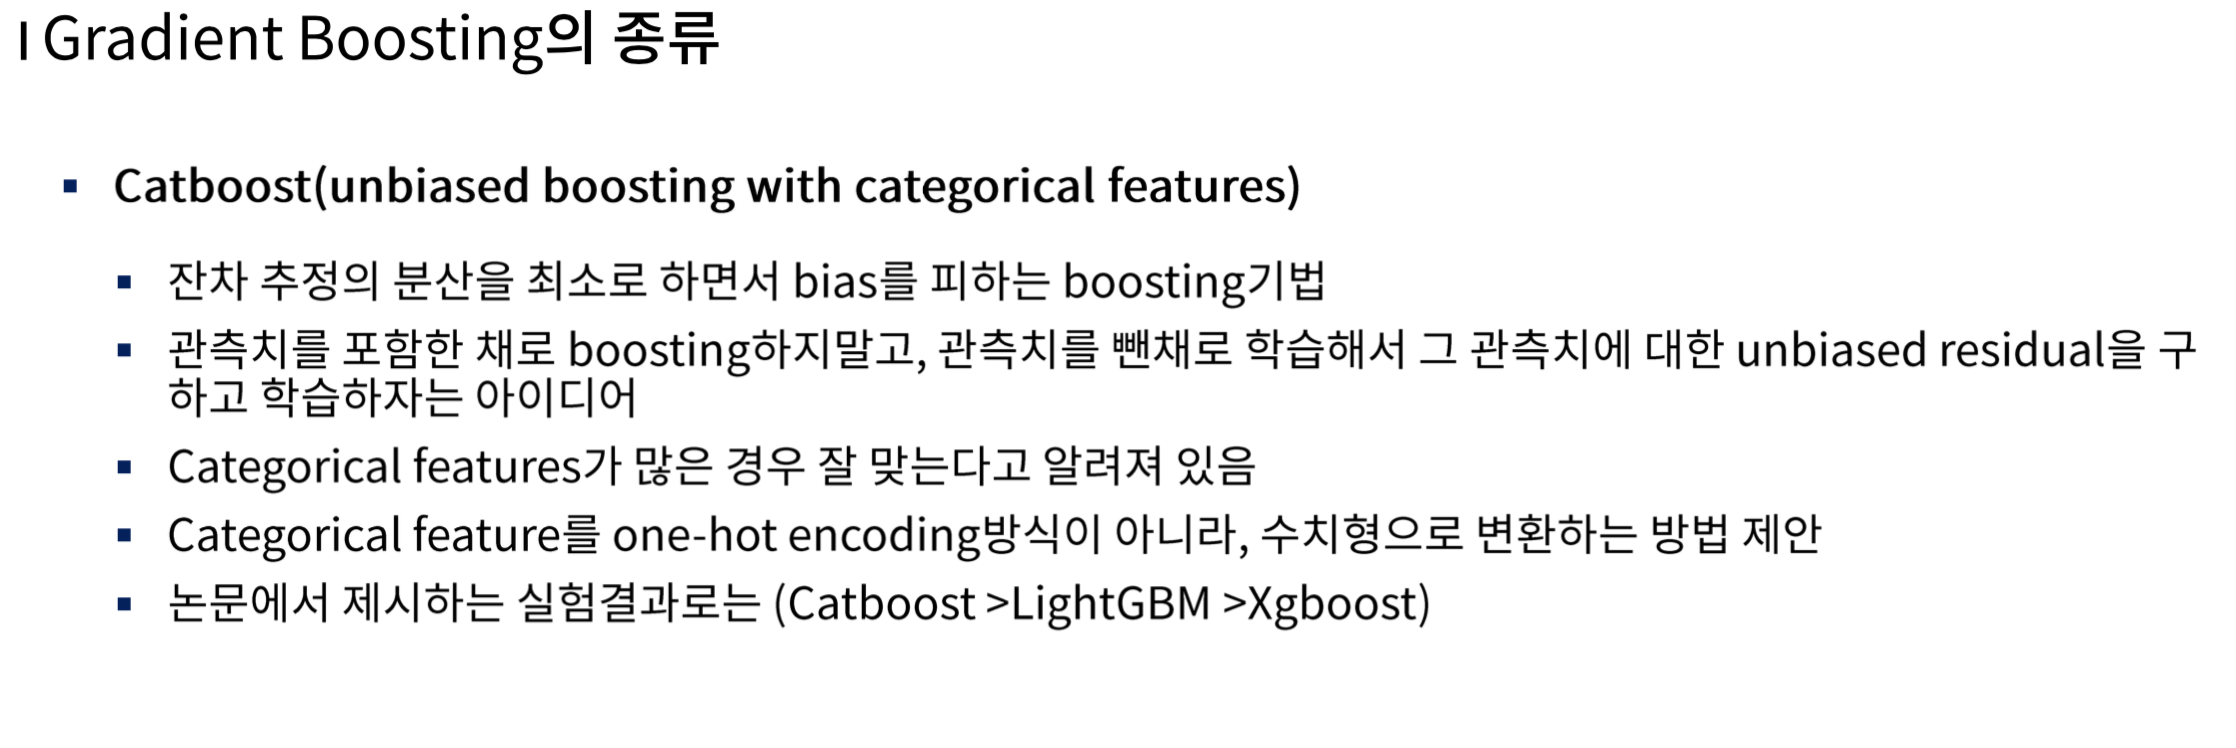 I Gradient Boosting의 종류
▪ Catboost(unbiased boosting with categorical features)
▪ 잔차 추정의 분산을 최소로 하면서 bias를 피하는 boosting기법
▪ 관측치를 포함한 채로 boosting하지말고, 관측치를 뺀채로 학습해서 그 관측치에 대한 unbiased residual을 구
하고 학습하자는 아이디어
▪ Categorical features가 많은 경우 잘 맞는다고 알려져 있음
▪ Categorical feature를 one-hot encoding방식이 아니라, 수치형으로 변환하는 방법 제안
▪ 논문에서 제시하는 실험결과로는 (Catboost >LightGBM >Xgboost)